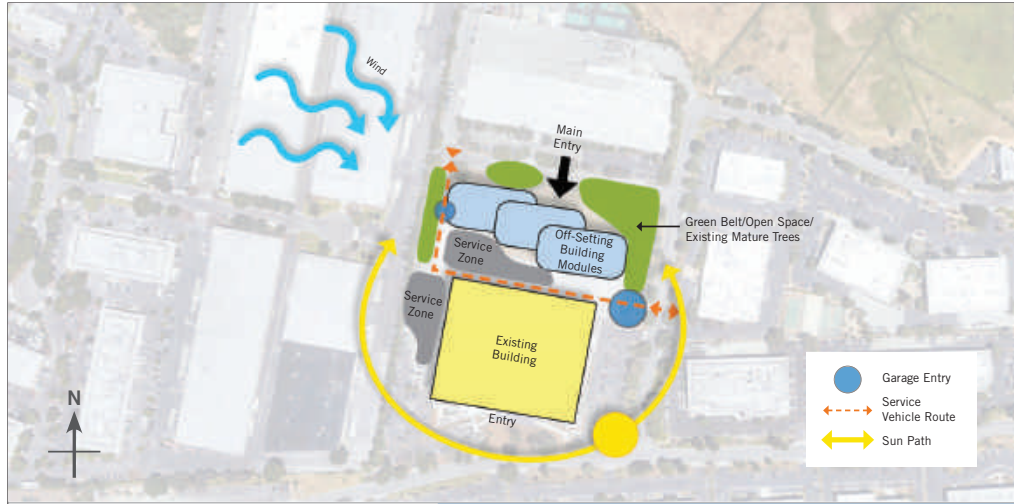 Wind
Main
Entry
Green Belt/Open Space/
Existing Mature Trees
Off-Setting
Building
Modules
Service
Zone
Service
Zone
Existing
Building
Entry
N
Garage Entry
Service
Vehicle Route
Sun Path